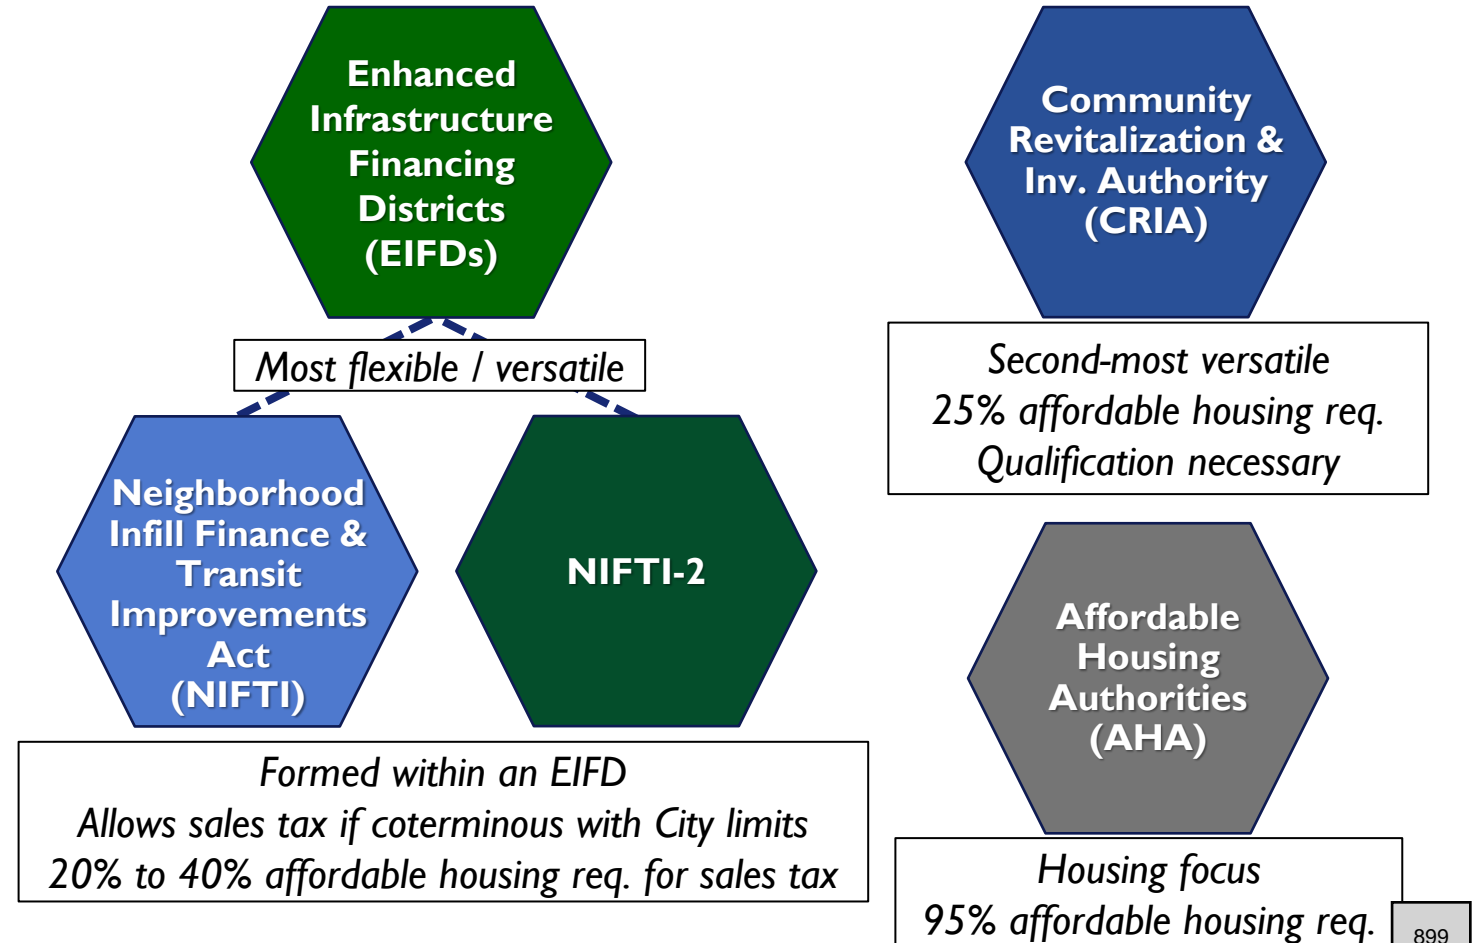 Enhanced
Infrastructure
Financing
Districts
(EIFDs)
Most flexible / versatile
Neighborhood
Infill Finance &
Transit
Improvements
Act
(NIFTI)
NIFTI-2
Formed within an EIFD
Allows sales tax if coterminous with City limits
20% to 40% affordable housing req. for sales tax
Community
Revitalization &
Inv. Authority
(CRIA)
Second-most versatile
25% affordable housing req.
Qualification necessary
Affordable
Housing
Authorities
(AHA)
Housing focus
95% affordable housing req.
899